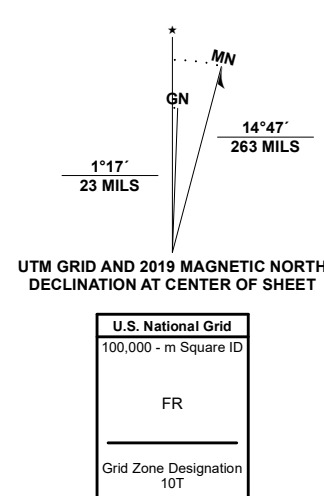 ★
MN
GN
14°47´
263 MILS
1°17´
23 MILS
UTM GRID AND 2019 MAGNETIC NORTH
DECLINATION AT CENTER OF SHEET
U.S. National Grid
100,000 - m Square ID
FR
Grid Zone Designation
10T